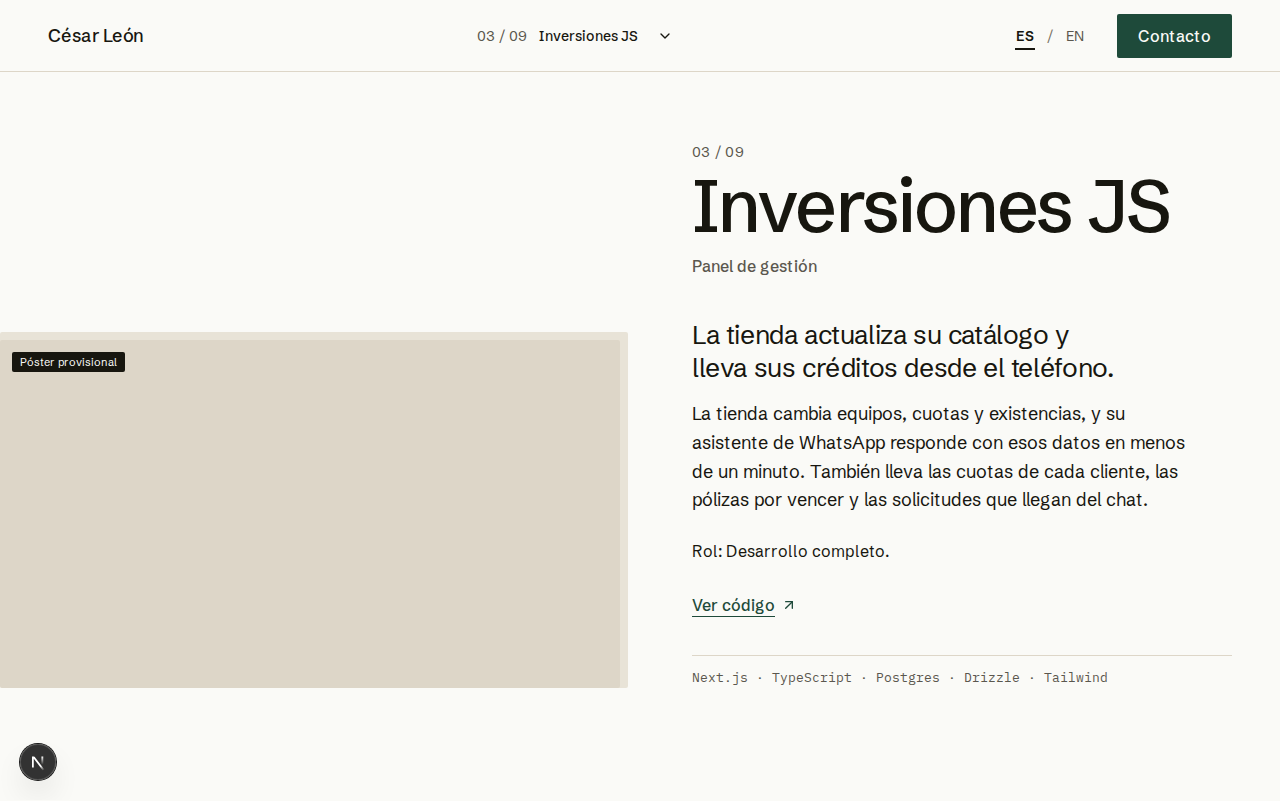 César León
03 / 09 Inversiones JS
ES / EN
Contacto
03 / 09
Inversiones JS
Panel de gestión
Póster provisional
La tienda actualiza su catálogo y
lleva sus créditos desde el teléfono.
La tienda cambia equipos, cuotas y existencias, y su
asistente de WhatsApp responde con esos datos en menos
de un minuto. También lleva las cuotas de cada cliente, las
pólizas por vencer y las solicitudes que llegan del chat.
Rol: Desarrollo completo.
Ver código
Next.js · TypeScript · Postgres · Drizzle · Tailwind
N